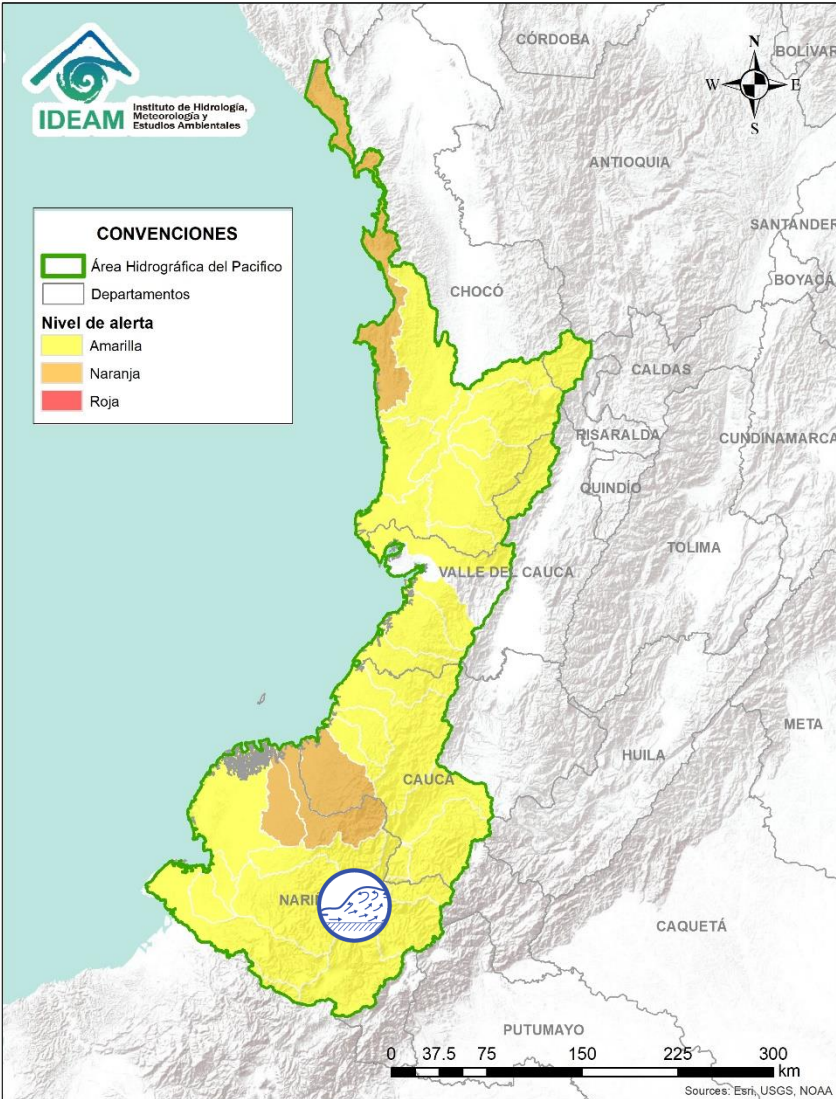 IDEAM
Instituto de Hidrología,
Meteorología y
Estudios Ambientales
CÓRDOBA
BOLÍVAR
N
W
E
S
ANTIOQUIA
SANTANDER
BOYACÁ
CONVENCIONES
Área Hidrográfica del Pacifico
Departamentos
Nivel de alerta
Amarilla
Naranja
Roja
CHOCÓ
CALDAS
RISARALDA
CUNDINAMARCA
QUINDÍO
TOLIMA
VALLE DEL CAUCA
META
HUILA
CAUCA
NARI
CAQUETÁ
PUTUMAYO
0 37.5 75 150 225 300
km
Sources: Esri, USGS, NOAA